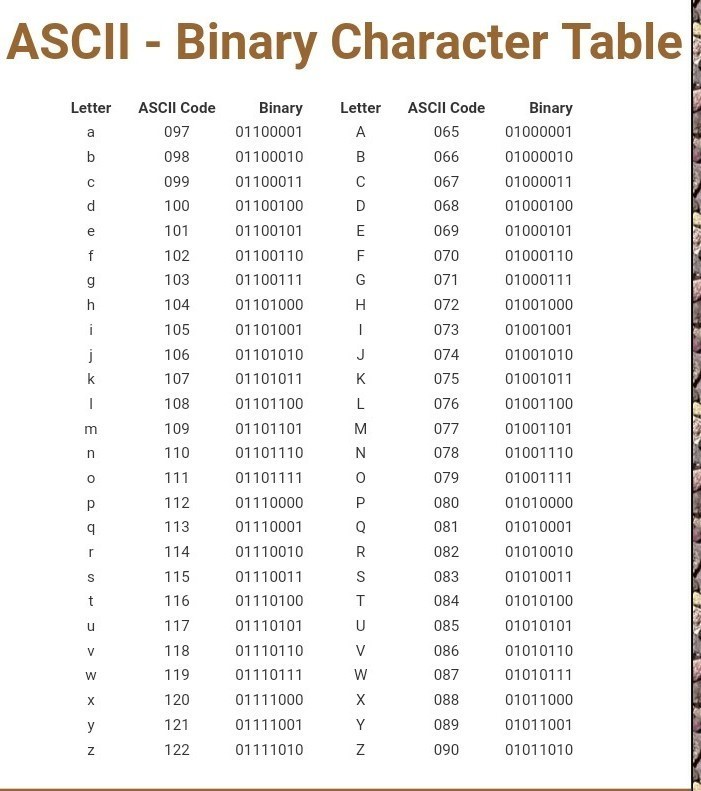 ASCII - Binary Character Table
Letter ASCII Code Binary Letter ASCII Code Binary
a 097 01100001 A 065 01000001
b 098 01100010 B 066 01000010
c 099 01100011 C 067 01000011
d 100 01100100 D 068 01000100
e 101 01100101 E 069 01000101
f 102 01100110 F 070 01000110
g 103 01100111 G 071 01000111
h 104 01101000 H 072 01001000
i 105 01101001 I 073 01001001
j 106 01101010 J 074 01001010
k 107 01101011 K 075 01001011
l 108 01101100 L 076 01001100
m 109 01101101 M 077 01001101
n 110 01101110 N 078 01001110
o 111 01101111 O 079 01001111
p 112 01110000 P 080 01010000
q 113 01110001 Q 081 01010001
r 114 01110010 R 082 01010010
s 115 01110011 S 083 01010011
t 116 01110100 T 084 01010100
u 117 01110101 U 085 01010101
v 118 01110110 V 086 01010110
w 119 01110111 W 087 01010111
x 120 01111000 X 088 01011000
y 121 01111001 Y 089 01011001
z 122 01111010 Z 090 01011010